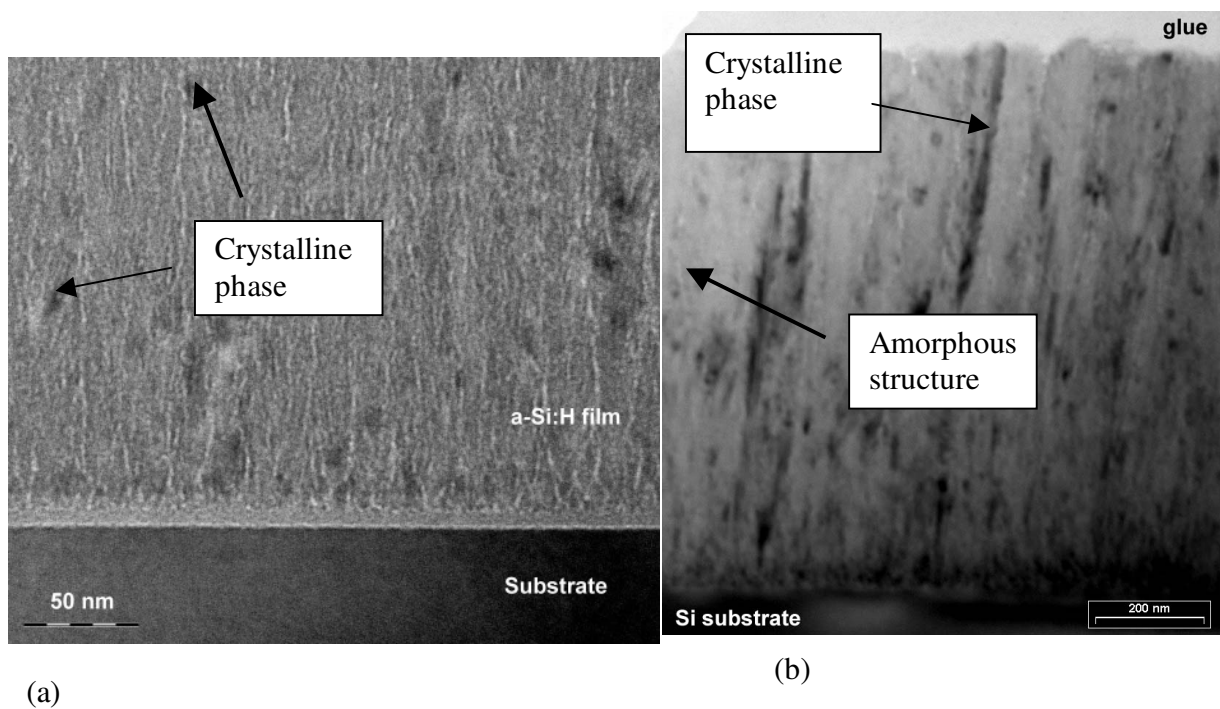 Crystalline
phase
a-Si:H film
Substrate
50 nm
(a)
glue
Crystalline
phase
Amorphous
structure
Si substrate
200 nm
(b)